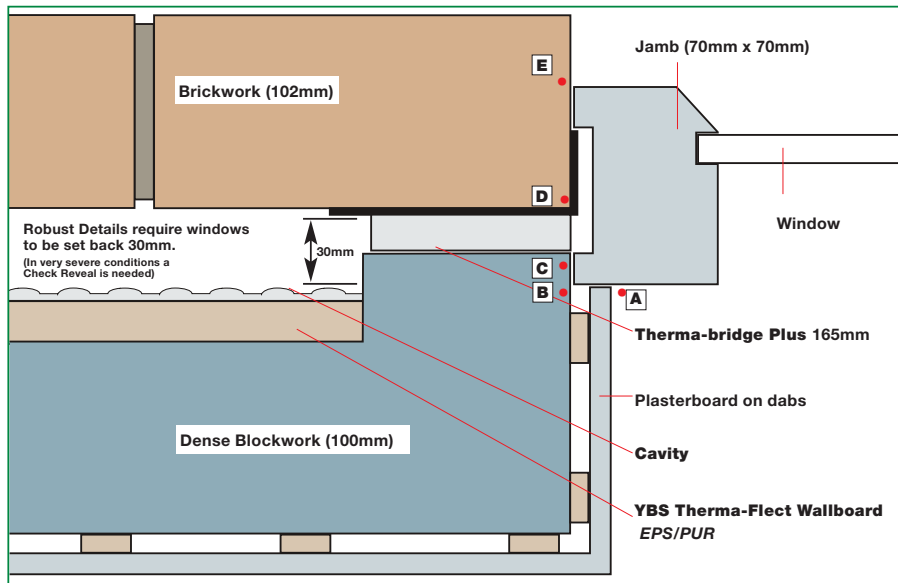 Jamb (70mm x 70mm)
E
Brickwork (102mm)
D
Robust Details require windows
to be set back 30mm.
(In very severe conditions a
Check Reveal is needed)
30mm
Window
C
B
A
Therma-bridge Plus 165mm
Plasterboard on dabs
Dense Blockwork (100mm)
Cavity
YBS Therma-Flect Wallboard
EPS/PUR